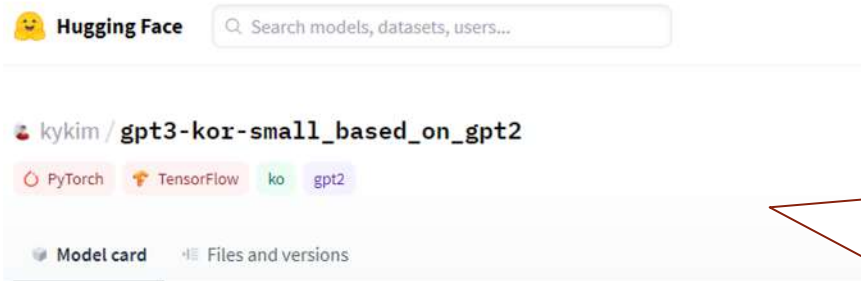 Hugging Face
Search models, datasets, users...
kykim / gpt3-kor-small_based_on_gpt2
PyTorch TensorFlow ko gpt2
Model card Files and versions